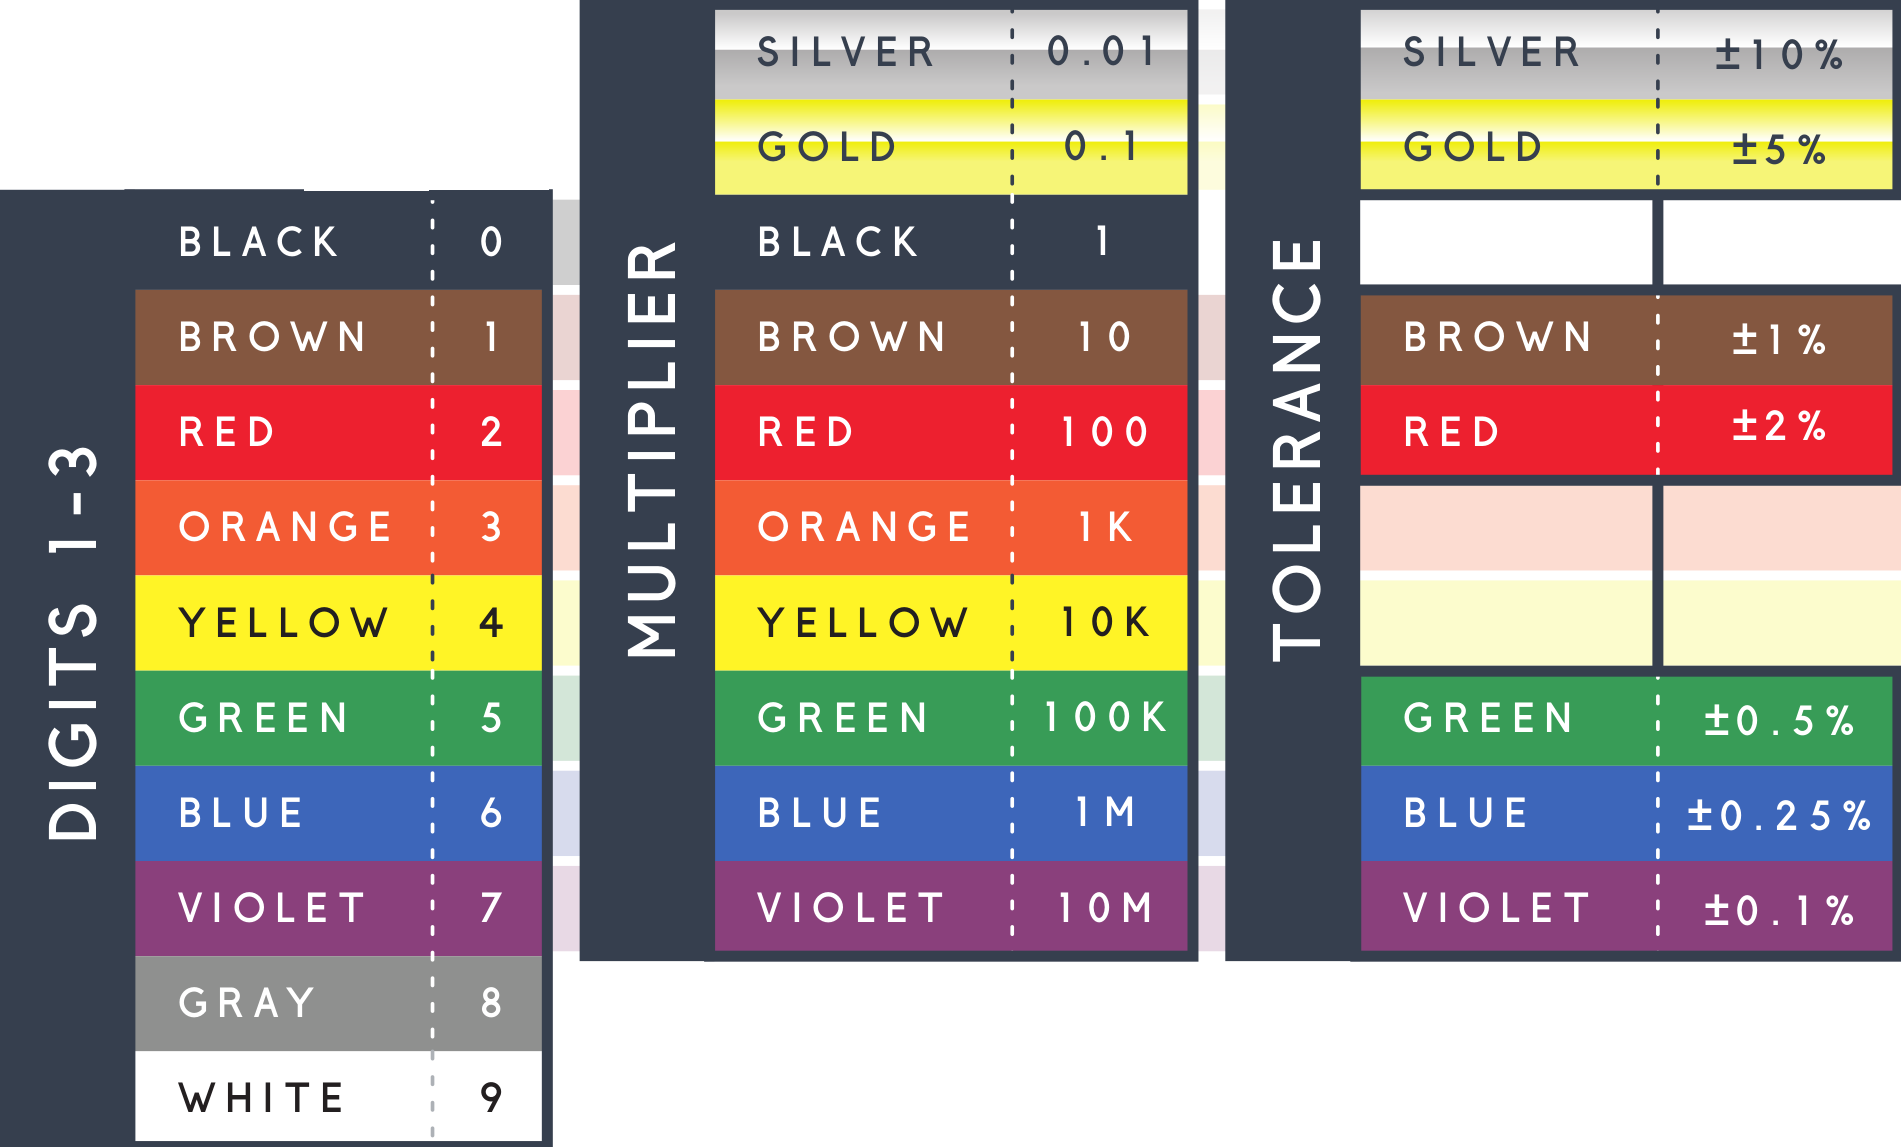 DIGITS 1-3
BLACK 0
BROWN 1
RED 2
ORANGE 3
YELLOW 4
GREEN 5
BLUE 6
VIOLET 7
GRAY 8
WHITE 9
MULTIPLIER
SILVER 0.01
GOLD 0.1
BLACK 1
BROWN 10
RED 100
ORANGE 1K
YELLOW 10K
GREEN 100K
BLUE 1M
VIOLET 10M
TOLERANCE
SILVER ±10%
GOLD ±5%
BROWN ±1%
RED ±2%
GREEN ±0.5%
BLUE ±0.25%
VIOLET ±0.1%